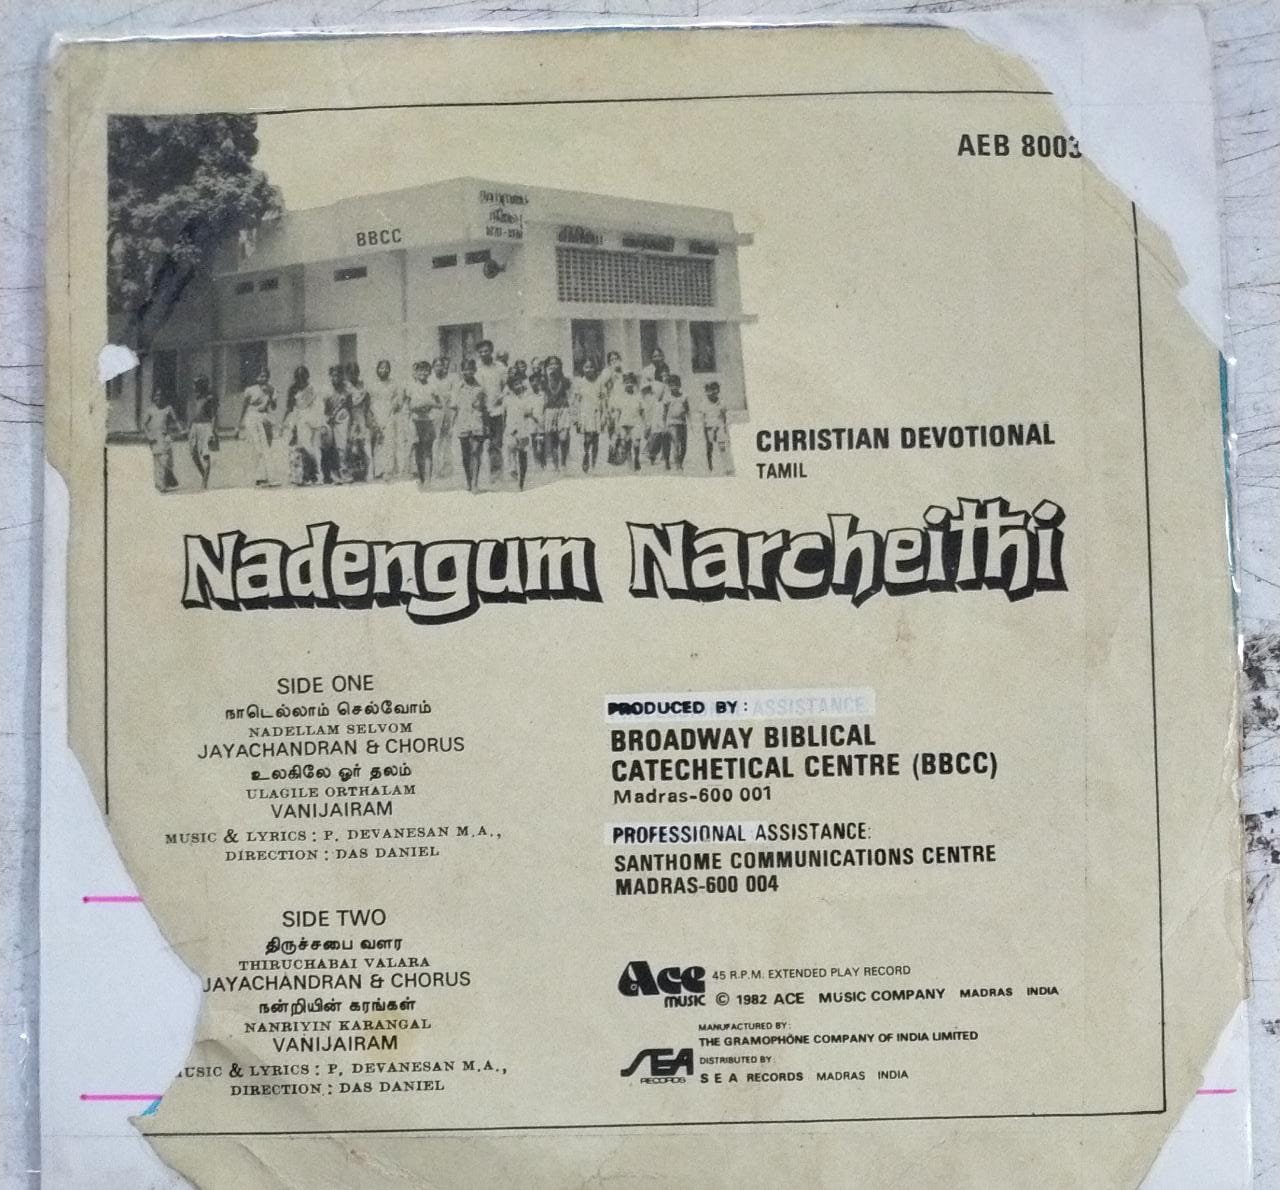 AEB 8003
BBCC
CHRISTIAN DEVOTIONAL
TAMIL
Nadengum Narcheithi
SIDE ONE
நாடெல்லாம் செல்வோம்
NADELLAM SELVOM
JAYACHANDRAN & CHORUS
உலகிலே ஓர் தலம்
ULAGILE ORTHALAM
VANIJAIRAM
MUSIC & LYRICS : P. DEVANESAN M.A.,
DIRECTION : DAS DANIEL
SIDE TWO
திருச்சபை வளர
THIRUCHABAI VALARA
JAYACHANDRAN & CHORUS
நன்றியின் கரங்கள்
NANRIYIN KARANGAL
VANIJAIRAM
MUSIC & LYRICS : P. DEVANESAN M.A.,
DIRECTION : DAS DANIEL
PRODUCED BY : ASSISTANCE
BROADWAY BIBLICAL
CATECHETICAL CENTRE (BBCC)
Madras-600 001
PROFESSIONAL ASSISTANCE:
SANTHOME COMMUNICATIONS CENTRE
MADRAS-600 004
Ace MUSIC 45 R.P.M. EXTENDED PLAY RECORD
© 1982 ACE MUSIC COMPANY MADRAS INDIA
MANUFACTURED BY:
THE GRAMOPHONE COMPANY OF INDIA LIMITED
SEA RECORDS DISTRIBUTED BY:
S E A RECORDS MADRAS INDIA